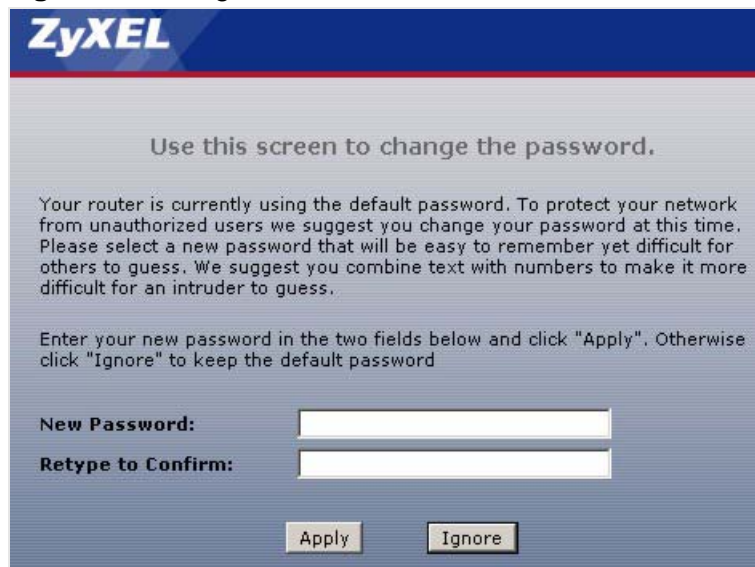 ZyXEL
Use this screen to change the password.
Your router is currently using the default password. To protect your network
from unauthorized users we suggest you change your password at this time.
Please select a new password that will be easy to remember yet difficult for
others to guess. We suggest you combine text with numbers to make it more
difficult for an intruder to guess.
Enter your new password in the two fields below and click "Apply". Otherwise
click "Ignore" to keep the default password
New Password:
Retype to Confirm:
Apply Ignore